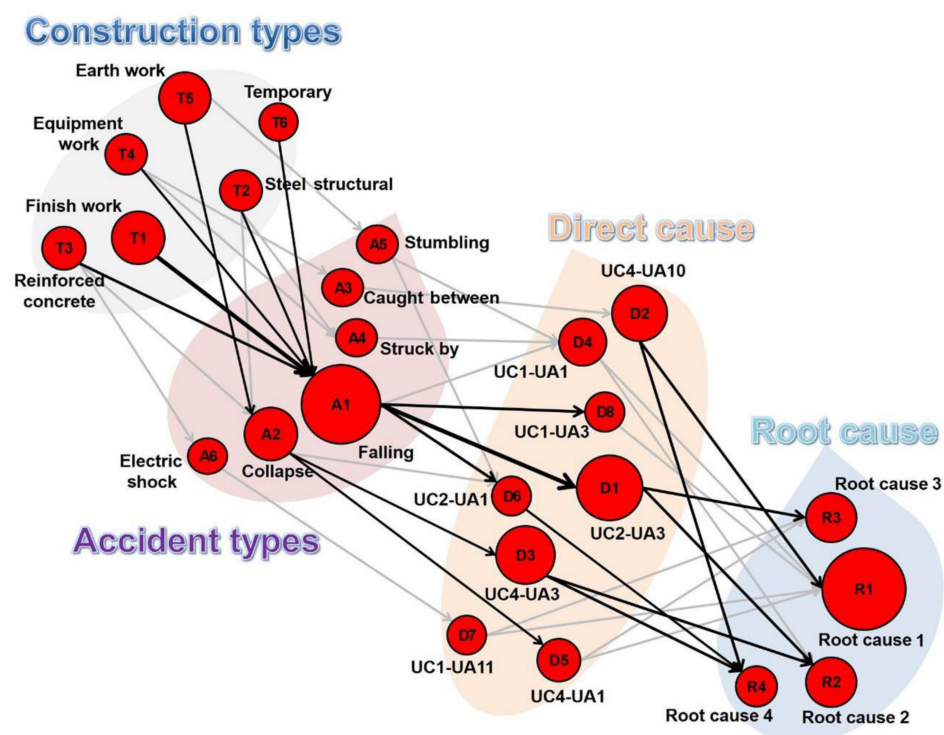 Construction types
Earth work
T5
Temporary
T6
Equipment
work
T4
T2
Steel structural
Finish work
T1
T3
Reinforced
concrete
A5
Stumbling
A3
Caught between
A4
Struck by
A1
Falling
A2
Collapse
A6
Electric
shock
Accident types
Direct cause
UC4-UA10
D2
D4
UC1-UA1
D8
UC1-UA3
D1
UC2-UA3
UC2-UA1
D6
D3
UC4-UA3
D7
UC1-UA11
D5
UC4-UA1
Root cause
Root cause 3
R3
R1
Root cause 1
R4
Root cause 4
R2
Root cause 2